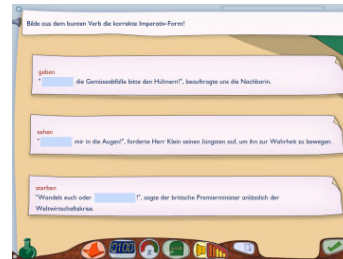 Bilde aus dem bunten Verb die korrekte Imperativ-Form!
geben
" die Gemüseabfälle bitte den Hühnern!", beauftragte uns die Nachbarin.
sehen
" mir in die Augen!", forderte Herr Klein seinen Jüngsten auf, um ihn zur Wahrheit zu bewegen.
sterben
"Wandelt euch oder !", sagte der britische Premierminister anlässlich der
Weltwirtschaftskrise.
0100